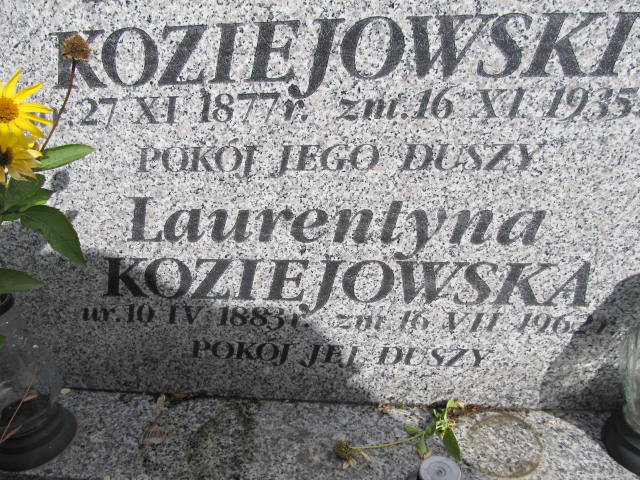 KOZIEJOWSKI
.27 XI 1877r. zm.16 XI 1935
POKÓJ JEGO DUSZY
Laurentyna
KOZIEJOWSKA
ur.10 IV 1883r. zm 16 VII 1962r
POKÓJ JEJ DUSZY